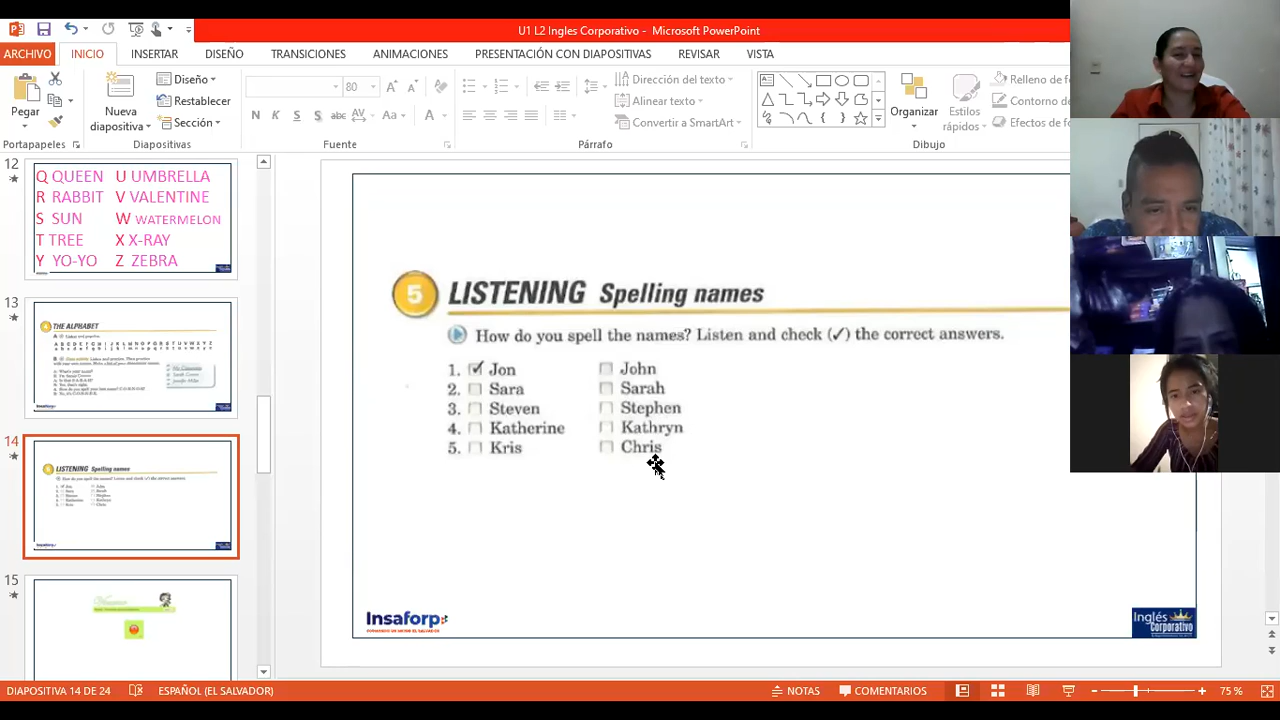 U1 L2 Ingles Corporativo - Microsoft PowerPoint
ARCHIVO INICIO INSERTAR DISEÑO TRANSICIONES ANIMACIONES PRESENTACIÓN CON DIAPOSITIVAS REVISAR VISTA
Pegar
Nueva diapositiva
Diseño
Restablecer
Sección
80
Dirección del texto
Alinear texto
Convertir a SmartArt
Organizar
Estilos rápidos
Relleno de
Contorno de
Efectos de
Portapapeles Diapositivas Fuente Párrafo Dibujo
12
Q QUEEN U UMBRELLA
R RABBIT V VALENTINE
S SUN W WATERMELON
T TREE X X-RAY
Y YO-YO Z ZEBRA
13
THE ALPHABET
14
LISTENING Spelling names
15
5 LISTENING Spelling names
How do you spell the names? Listen and check (✓) the correct answers.
1. ✓ Jon John
2. Sara Sarah
3. Steven Stephen
4. Katherine Kathryn
5. Kris Chris
Insaforp
Inglés Corporativo
DIAPOSITIVA 14 DE 24 ESPAÑOL (EL SALVADOR) NOTAS COMENTARIOS 75 %